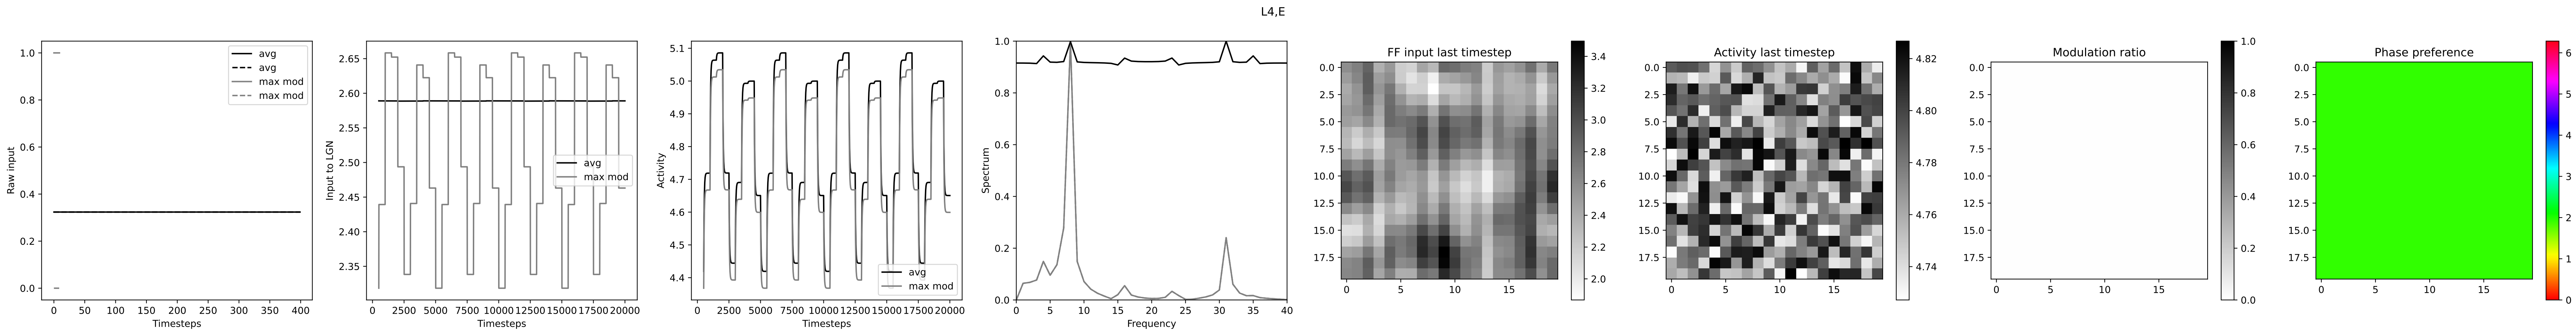 L4,E
Raw input
1.0
0.8
0.6
0.4
0.2
0.0
avg
avg
max mod
max mod
0 50 100 150 200 250 300 350 400
Timesteps
Input to LGN
2.65
2.60
2.55
2.50
2.45
2.40
2.35
avg
max mod
0 2500 5000 7500 10000 12500 15000 17500 20000
Timesteps
Activity
5.1
5.0
4.9
4.8
4.7
4.6
4.5
4.4
avg
max mod
0 2500 5000 7500 10000 12500 15000 17500 20000
Timesteps
Spectrum
1.0
0.8
0.6
0.4
0.2
0.0
0 5 10 15 20 25 30 35 40
Frequency
FF input last timestep
0.0
2.5
5.0
7.5
10.0
12.5
15.0
17.5
0 5 10 15
3.4
3.2
3.0
2.8
2.6
2.4
2.2
2.0
Activity last timestep
0.0
2.5
5.0
7.5
10.0
12.5
15.0
17.5
0 5 10 15
4.82
4.80
4.78
4.76
4.74
Modulation ratio
0.0
2.5
5.0
7.5
10.0
12.5
15.0
17.5
0 5 10 15
1.0
0.8
0.6
0.4
0.2
0.0
Phase preference
0.0
2.5
5.0
7.5
10.0
12.5
15.0
17.5
0 5 10 15
6
5
4
3
2
1
0